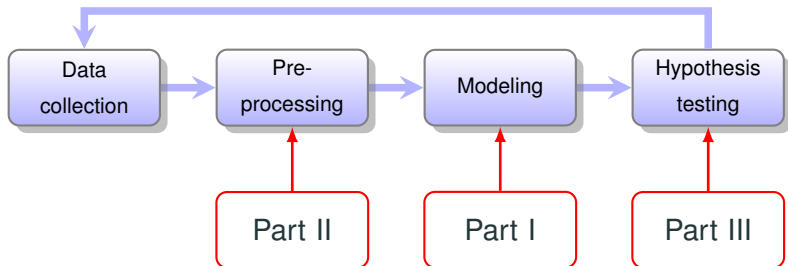 Data
collection
Pre-
processing
Modeling
Hypothesis
testing
Part II
Part I
Part III